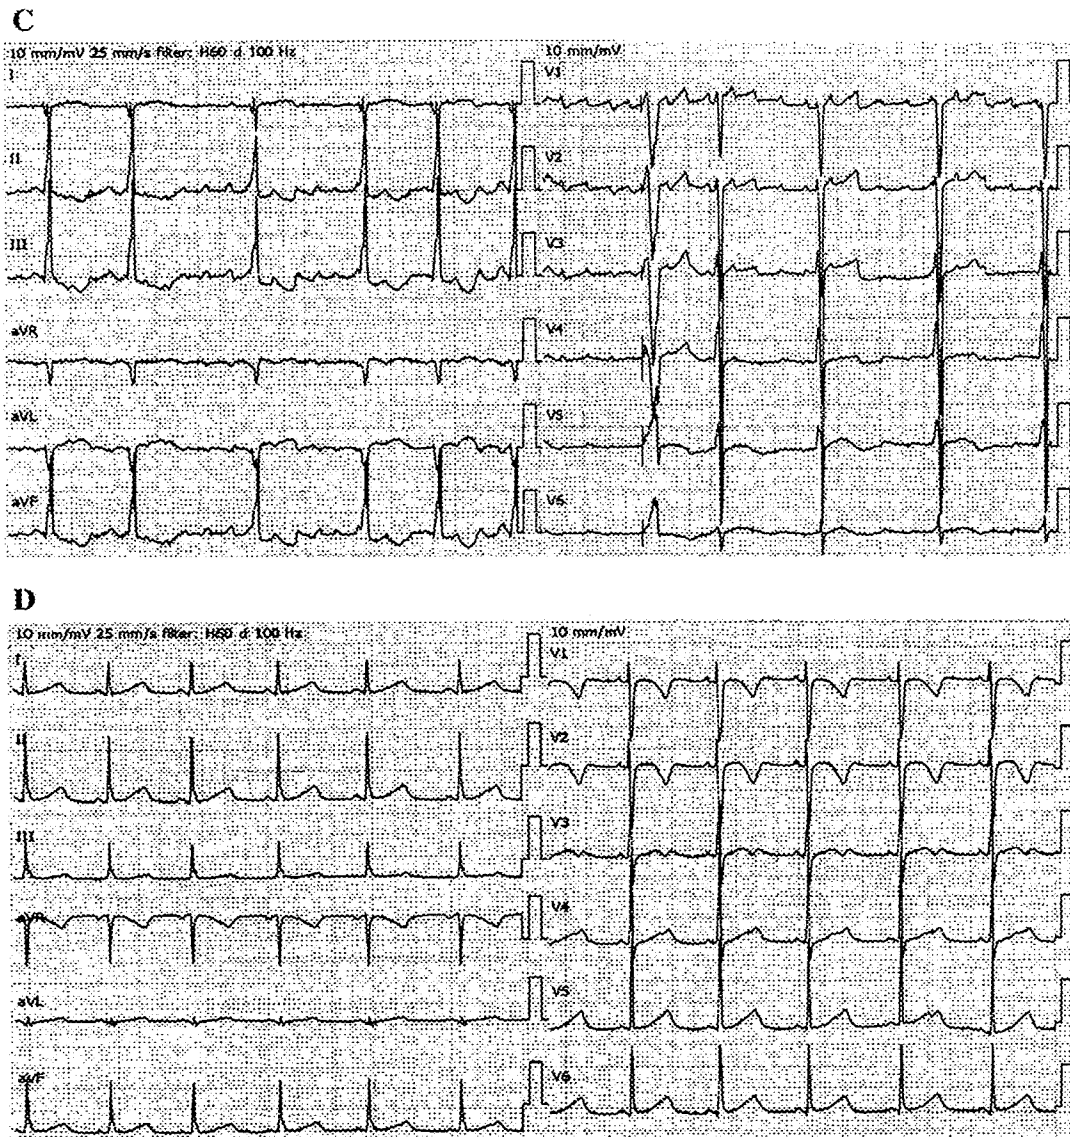 C
10 mm/mV 25 mm/s filter: H60 d 100 Hz
10 mm/mV
I
V1
II
V2
III
V3
aVR
V4
aVL
V5
aVF
V6
D
10 mm/mV 25 mm/s filter: H60 d 100 Hz
10 mm/mV
I
V1
II
V2
III
V3
aVR
V4
aVL
V5
aVF
V6